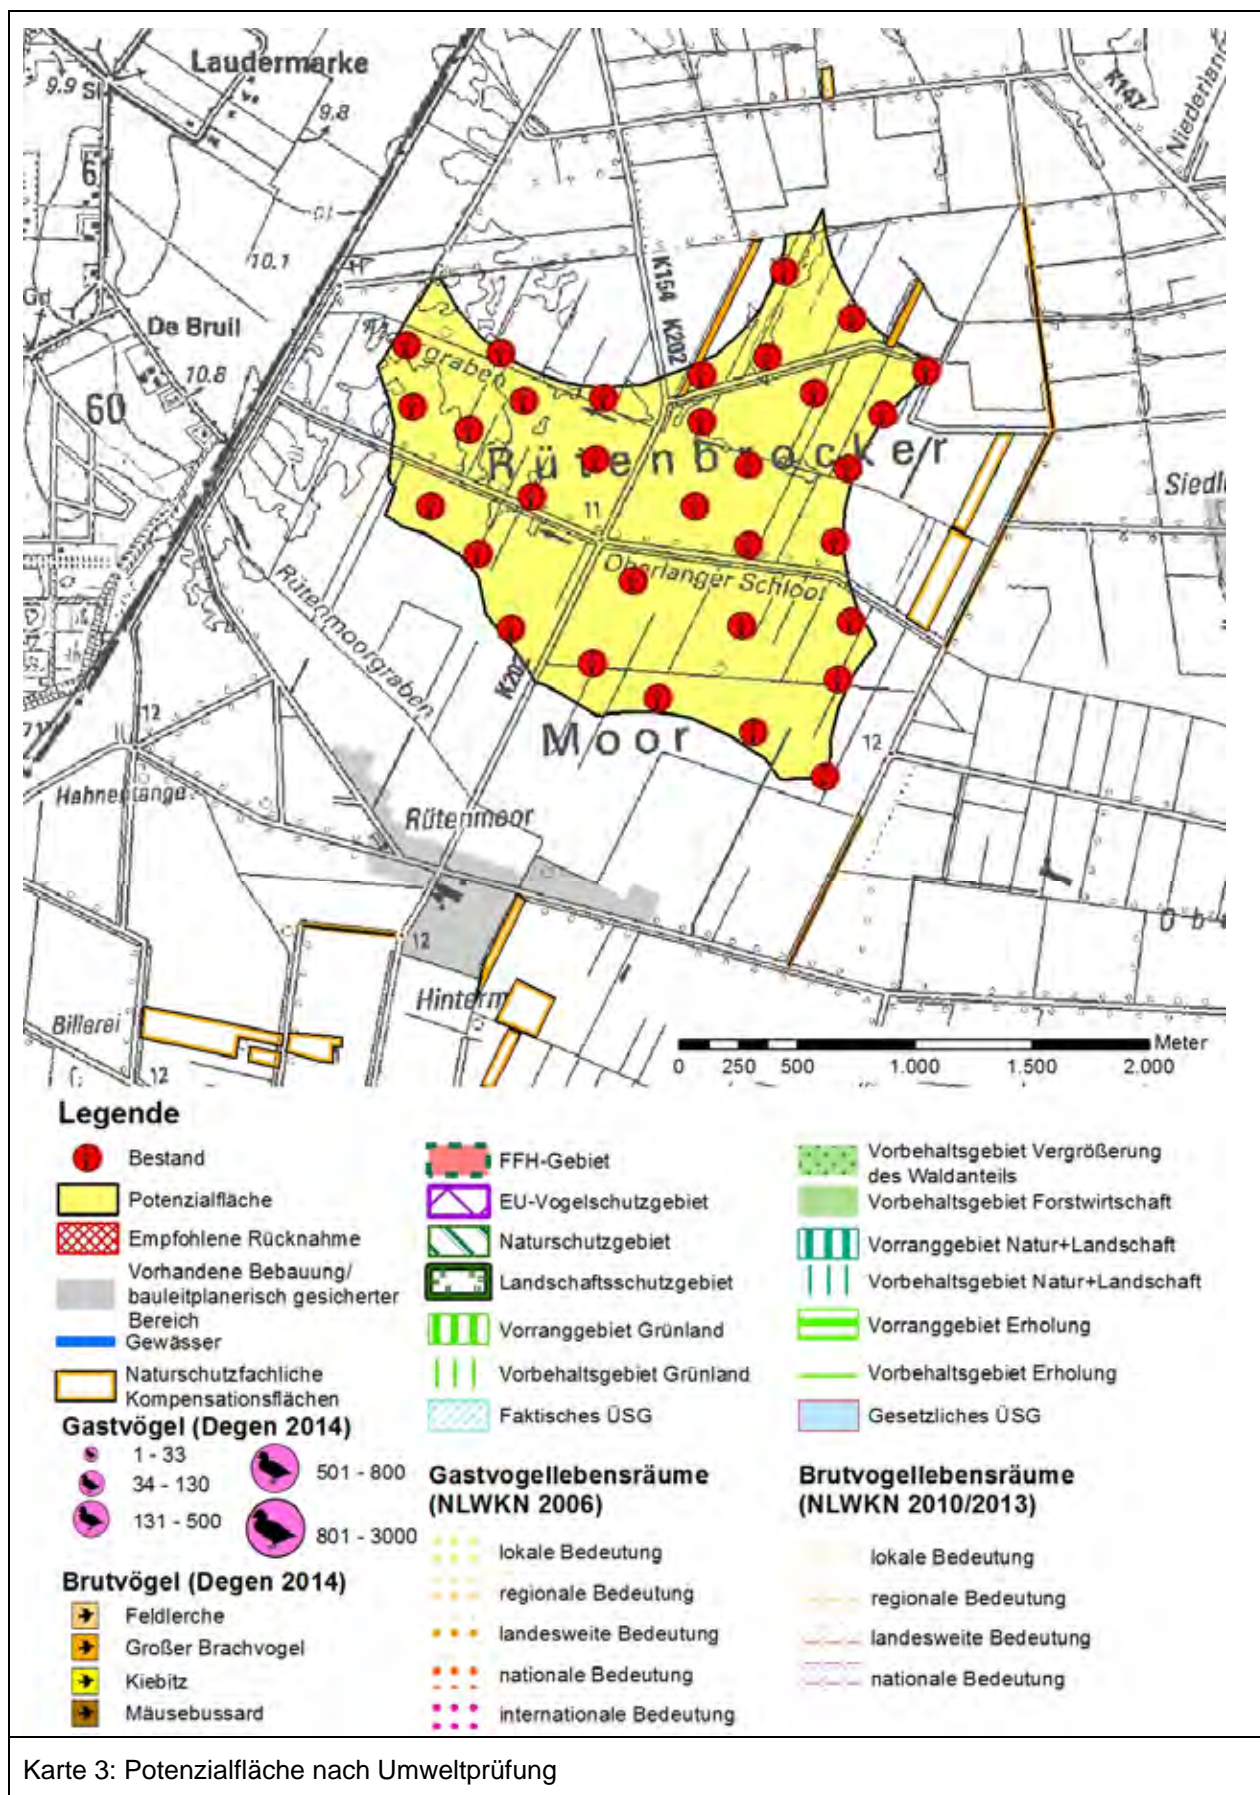 Laudermarke
9.9
9.8
K147
Niederlan
6
10.1
De Bruil
10.8
60
K154 K202
graben
Rütenbrocker
Siedl
11
Oberlanger Schloot
Rütenmoorgraben
K20
Moor
12
12
71
Hahnentange
Rütenmoor
12
Hinterm
Billerei
12
Meter
0 250 500 1.000 1.500 2.000
Legende
Bestand
Potenzialfläche
Empfohlene Rücknahme
Vorhandene Bebauung/
bauleitplanerisch gesicherter
Bereich
Gewässer
Naturschutzfachliche
Kompensationsflächen
Gastvögel (Degen 2014)
1 - 33
34 - 130
131 - 500
501 - 800
801 - 3000
Brutvögel (Degen 2014)
Feldlerche
Großer Brachvogel
Kiebitz
Mäusebussard
FFH-Gebiet
EU-Vogelschutzgebiet
Naturschutzgebiet
Landschaftsschutzgebiet
Vorranggebiet Grünland
Vorbehaltsgebiet Grünland
Faktisches ÜSG
Gastvogellebensräume
(NLWKN 2006)
lokale Bedeutung
regionale Bedeutung
landesweite Bedeutung
nationale Bedeutung
internationale Bedeutung
Vorbehaltsgebiet Vergrößerung
des Waldanteils
Vorbehaltsgebiet Forstwirtschaft
Vorranggebiet Natur+Landschaft
Vorbehaltsgebiet Natur+Landschaft
Vorranggebiet Erholung
Vorbehaltsgebiet Erholung
Gesetzliches ÜSG
Brutvogellebensräume
(NLWKN 2010/2013)
lokale Bedeutung
regionale Bedeutung
landesweite Bedeutung
nationale Bedeutung
Karte 3: Potenzialfläche nach Umweltprüfung